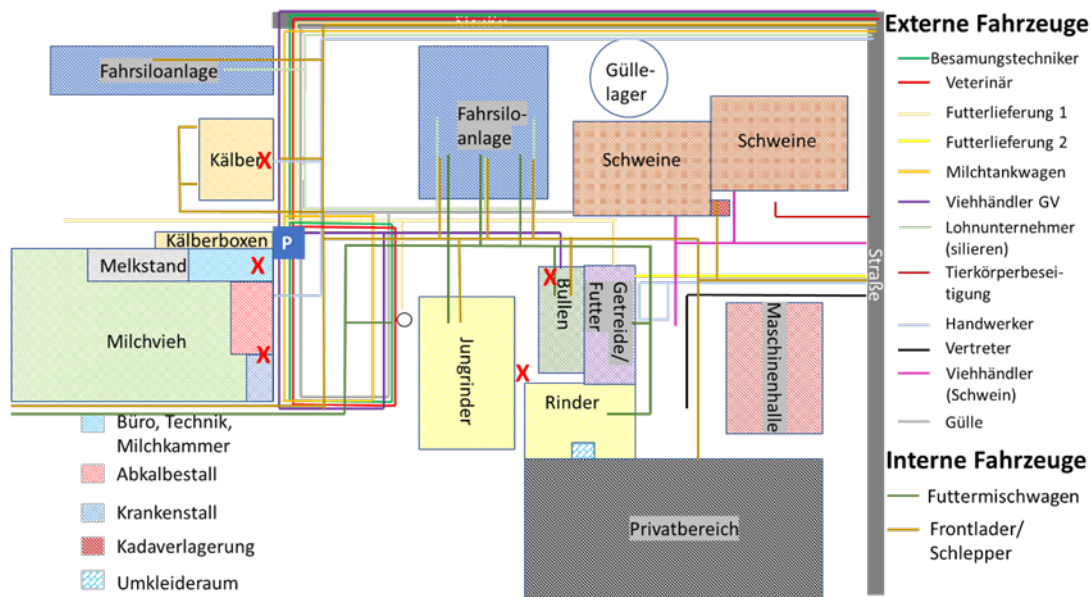 Straße
Fahrsiloanlage
Fahrsilo-
anlage
Gülle-
lager
Schweine
Schweine
Kälber
X
P
Kälberboxen
Melkstand
X
Milchvieh
X
X
Bullen
Getreide/
Futter
Jungrinder
X
Rinder
Maschinenhalle
Privatbereich
Straße
Büro, Technik,
Milchkammer
Abkalbestall
Krankenstall
Kadaverlagerung
Umkleideraum
Externe Fahrzeuge
Besamungstechniker
Veterinär
Futterlieferung 1
Futterlieferung 2
Milchtankwagen
Viehhändler GV
Lohnunternehmer
(silieren)
Tierkörperbesei-
tigung
Handwerker
Vertreter
Viehhändler
(Schwein)
Gülle
Interne Fahrzeuge
Futtermischwagen
Frontlader/
Schlepper